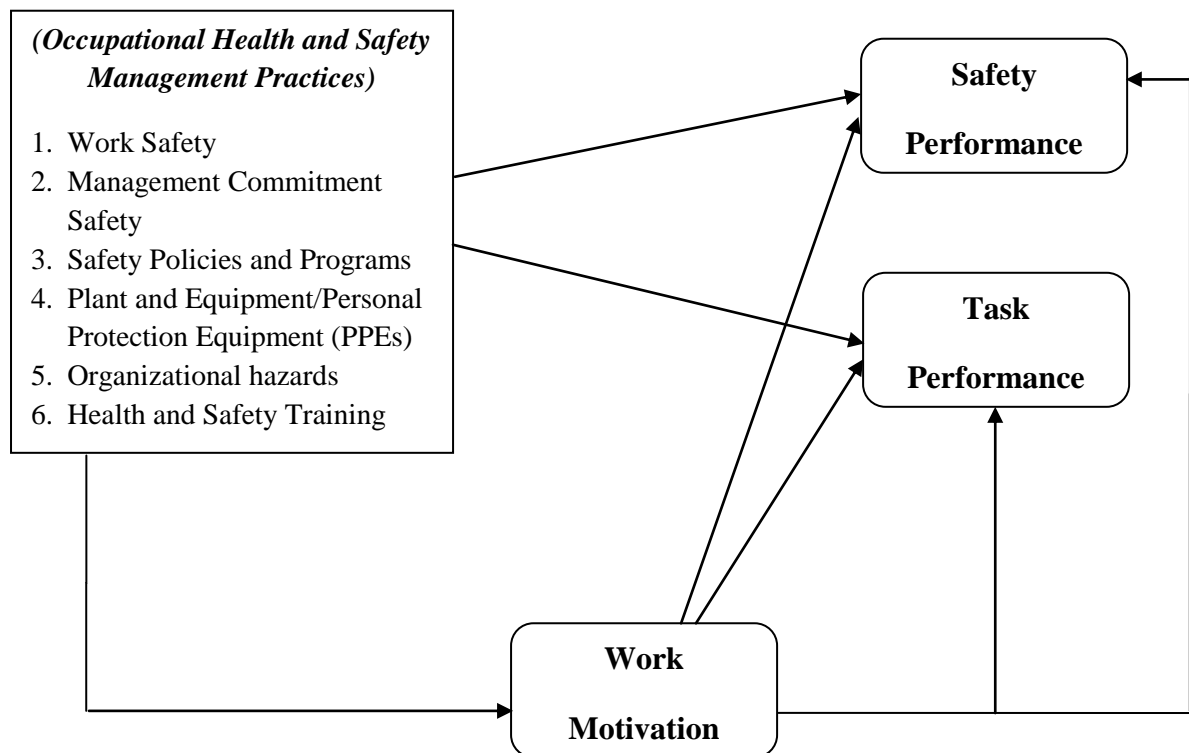 (Occupational Health and Safety
Management Practices)
1. Work Safety
2. Management Commitment
Safety
3. Safety Policies and Programs
4. Plant and Equipment/Personal
Protection Equipment (PPEs)
5. Organizational hazards
6. Health and Safety Training
Safety
Performance
Task
Performance
Work
Motivation